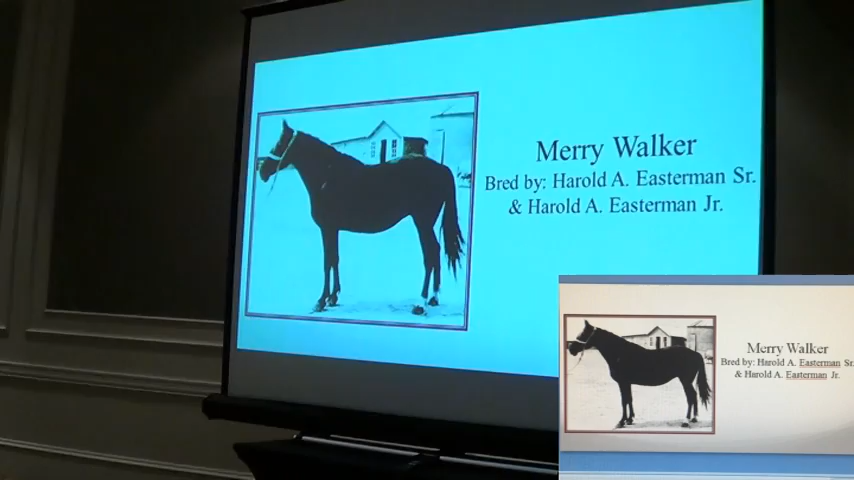 Merry Walker
Bred by: Harold A. Easterman Sr.
& Harold A. Easterman Jr.
Merry Walker
Bred by: Harold A. Easterman Sr.
& Harold A. Easterman Jr.